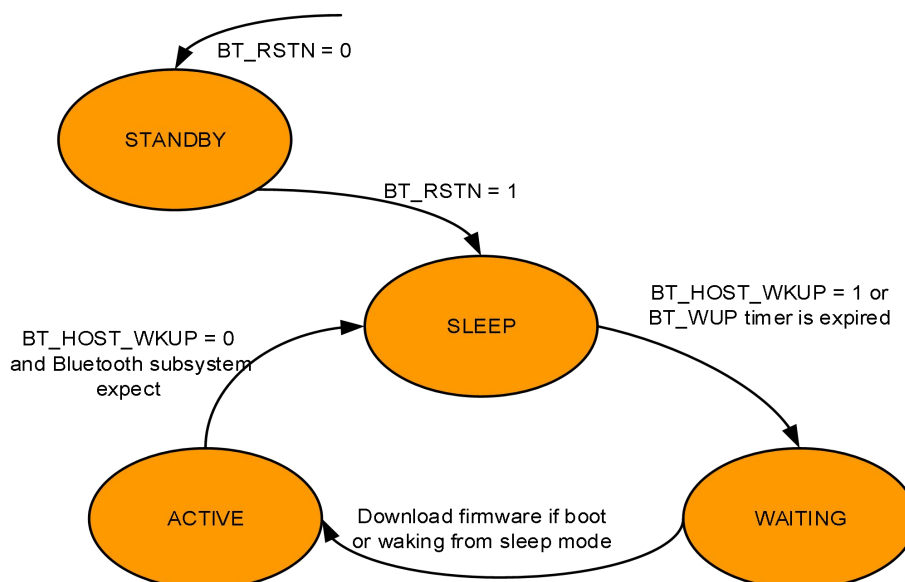 BT_RSTN = 0
STANDBY
BT_RSTN = 1
BT_HOST_WKUP = 1 or
BT_WUP timer is expired
SLEEP
BT_HOST_WKUP = 0
and Bluetooth subsystem
expect
ACTIVE
Download firmware if boot
or waking from sleep mode
WAITING